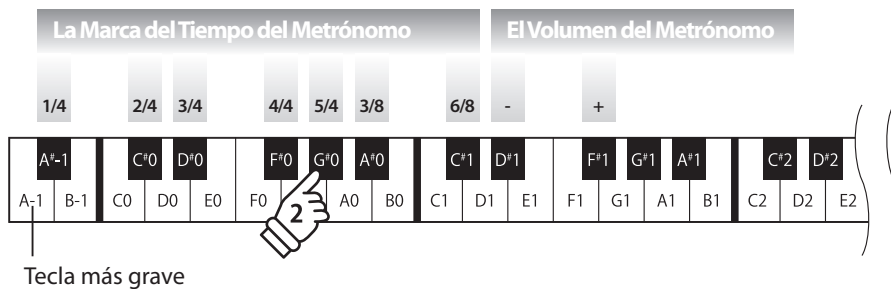 La Marca del Tiempo del Metrónomo El Volumen del Metrónomo
1/4 2/4 3/4 4/4 5/4 3/8 6/8 - +
A#-1 C#0 D#0 F#0 G#0 A#0 C#1 D#1 F#1 G#1 A#1 C#2 D#2
A-1 B-1 C0 D0 E0 F0 A0 B0 C1 D1 E1 F1 G1 A1 B1 C2 D2 E2
2
Tecla más grave